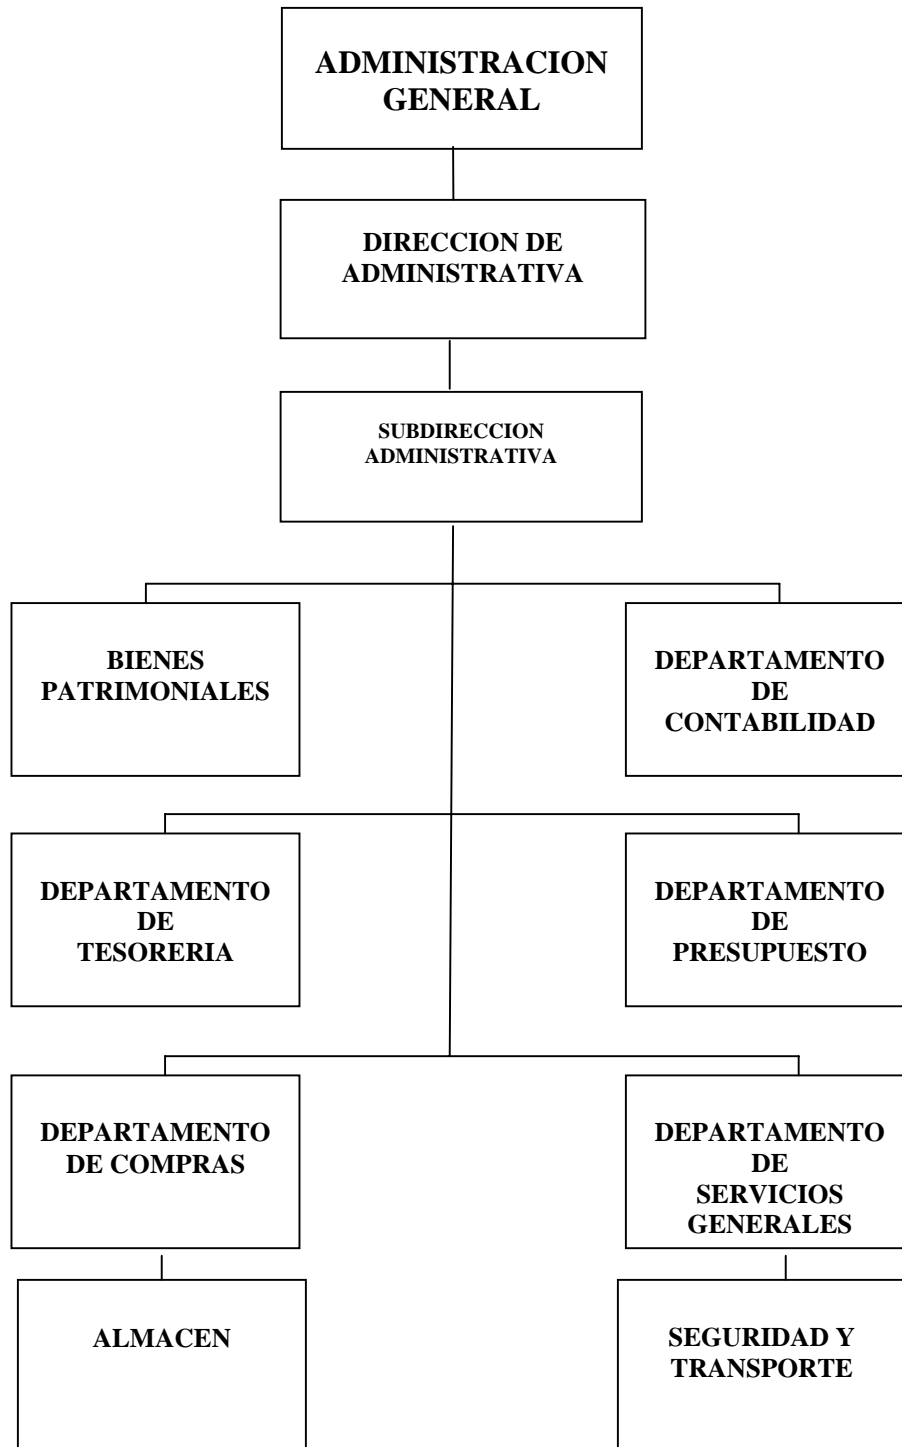 ADMINISTRACION
GENERAL
DIRECCION DE
ADMINISTRATIVA
SUBDIRECCION
ADMINISTRATIVA
BIENES
PATRIMONIALES
DEPARTAMENTO
DE
CONTABILIDAD
DEPARTAMENTO
DE
TESORERIA
DEPARTAMENTO
DE
PRESUPUESTO
DEPARTAMENTO
DE COMPRAS
DEPARTAMENTO
DE
SERVICIOS
GENERALES
ALMACEN
SEGURIDAD Y
TRANSPORTE